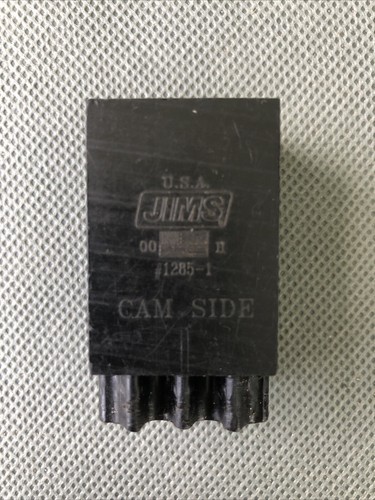 U.S.A.
JIMS
00
#1285-1
CAM SIDE